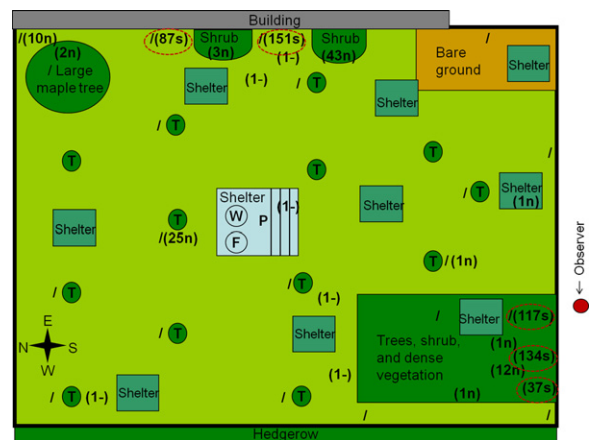 Building
/(10n)
/(87s)
Shrub
/(151s)
Shrub
/
(2n)
(3n)
(1-)
(43n)
/ Large
maple tree
Bare
ground
Shelter
Shelter
(1-)
/ T
Shelter
/ T
T
T
/
T
/ T
Shelter
(1n)
Shelter
W P (1-)
F
Shelter
Shelter
T
/(25n)
T /(1n)
/ T
/ T
(1-)
/
Shelter
/(117s)
E
N S
W
/ T
Shelter
Trees, shrub,
and dense
vegetation
(1n)
(134s)
(12n)
(1-)
(37s)
(1n)
/ T (1-)
Shelter
/ T
/
/
Hedgerow
← Observer